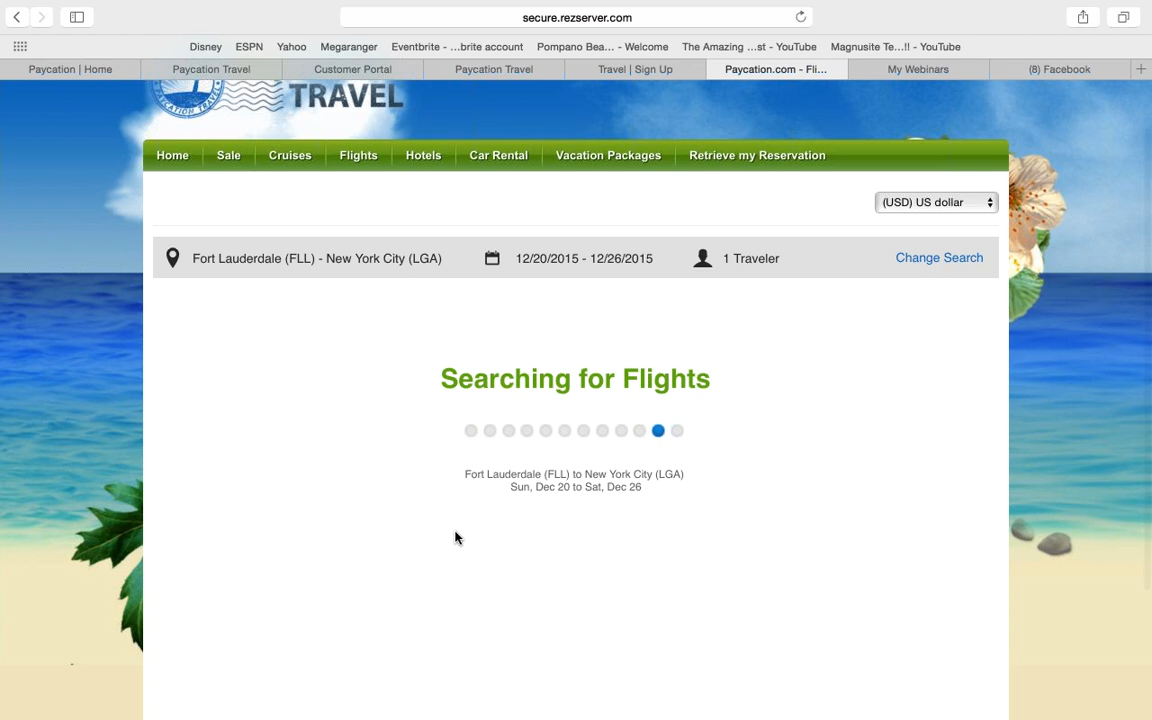 secure.rezserver.com
Disney ESPN Yahoo Megaranger Eventbrite - ...brite account Pompano Bea... - Welcome The Amazing ...st - YouTube Magnusite Te...!! - YouTube
Paycation | Home Paycation Travel Customer Portal Paycation Travel Travel | Sign Up Paycation.com - Fli... My Webinars (8) Facebook
TRAVEL
Home Sale Cruises Flights Hotels Car Rental Vacation Packages Retrieve my Reservation
(USD) US dollar
Fort Lauderdale (FLL) - New York City (LGA) 12/20/2015 - 12/26/2015 1 Traveler Change Search
Searching for Flights
Fort Lauderdale (FLL) to New York City (LGA)
Sun, Dec 20 to Sat, Dec 26